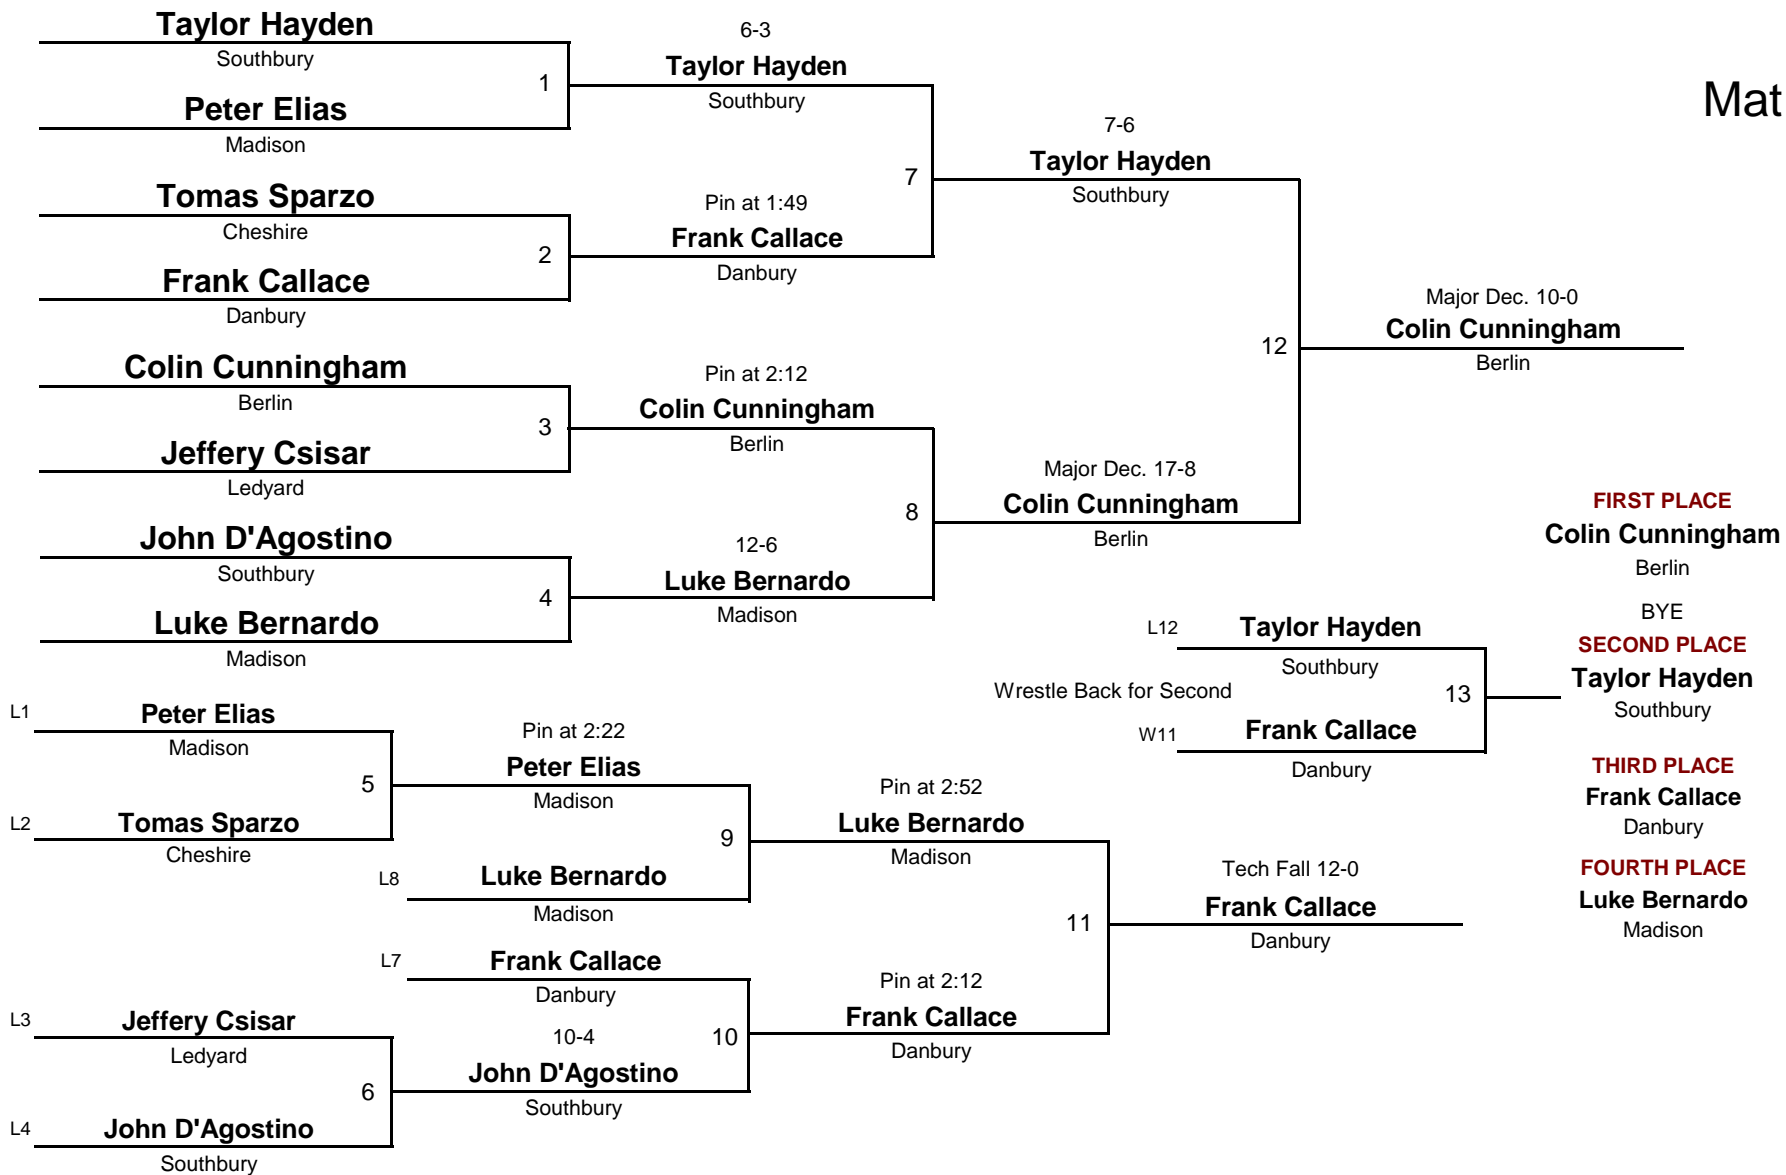 Taylor Hayden
Southbury
1
Peter Elias
Madison
Tomas Sparzo
Cheshire
2
Frank Callace
Danbury
Colin Cunningham
Berlin
3
Jeffery Csisar
Ledyard
John D'Agostino
Southbury
4
Luke Bernardo
Madison
6-3
Taylor Hayden
Southbury
7
Pin at 1:49
Frank Callace
Danbury
Pin at 2:12
Colin Cunningham
Berlin
8
12-6
Luke Bernardo
Madison
7-6
Taylor Hayden
Southbury
12
Major Dec. 17-8
Colin Cunningham
Berlin
Major Dec. 10-0
Colin Cunningham
Berlin
Mat
L1
Peter Elias
Madison
5
L2
Tomas Sparzo
Cheshire
L3
Jeffery Csisar
Ledyard
6
L4
John D'Agostino
Southbury
Pin at 2:22
Peter Elias
Madison
9
L8
Luke Bernardo
Madison
L7
Frank Callace
Danbury
10
10-4
John D'Agostino
Southbury
Pin at 2:52
Luke Bernardo
Madison
11
Pin at 2:12
Frank Callace
Danbury
Tech Fall 12-0
Frank Callace
Danbury
L12
Taylor Hayden
Southbury
Wrestle Back for Second
13
W11
Frank Callace
Danbury
FIRST PLACE
Colin Cunningham
Berlin
BYE
SECOND PLACE
Taylor Hayden
Southbury
THIRD PLACE
Frank Callace
Danbury
FOURTH PLACE
Luke Bernardo
Madison